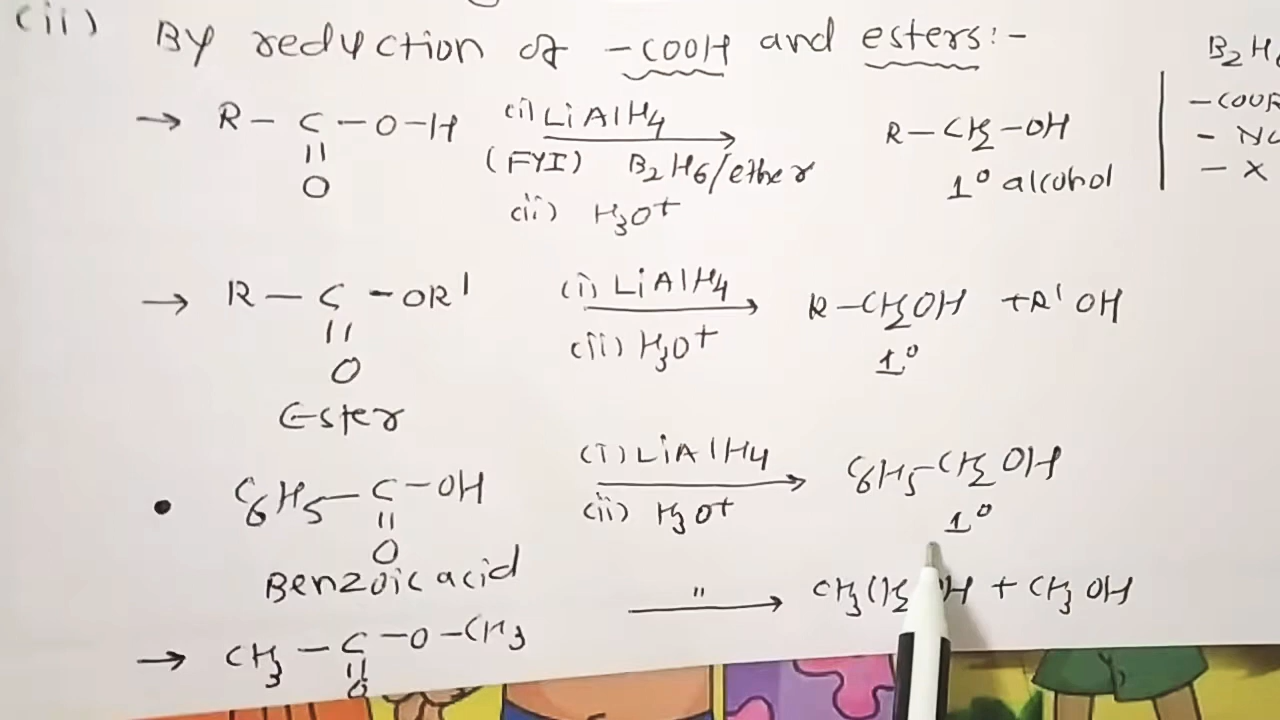 (ii) By reduction of -COOH and esters:-
B2H6
→ R - C - O - H (i) LiAlH4 R - CH2 - OH
|| (FYI) B2H6/ether 1° alcohol
O (ii) H3O+
- COOR
- X
→ R - C - OR' (i) LiAlH4 R - CH2OH + R'OH
|| (ii) H3O+ 1°
O
Ester
• C6H5 - C - OH (i) LiAlH4 C6H5 - CH2OH
|| (ii) H3O+ 1°
O
Benzoic acid
→ CH3 - C - O - CH3 " CH3CH2OH + CH3OH
||
O